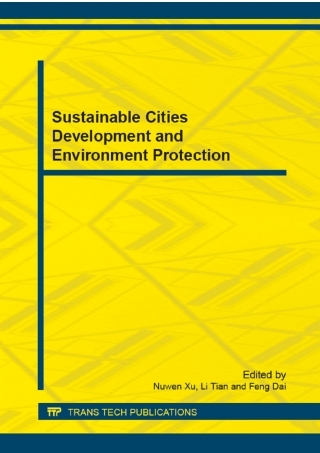 Sustainable Cities
Development and
Environment Protection
Edited by
Nuwen Xu, Li Tian and Feng Dai
TTP TRANS TECH PUBLICATIONS